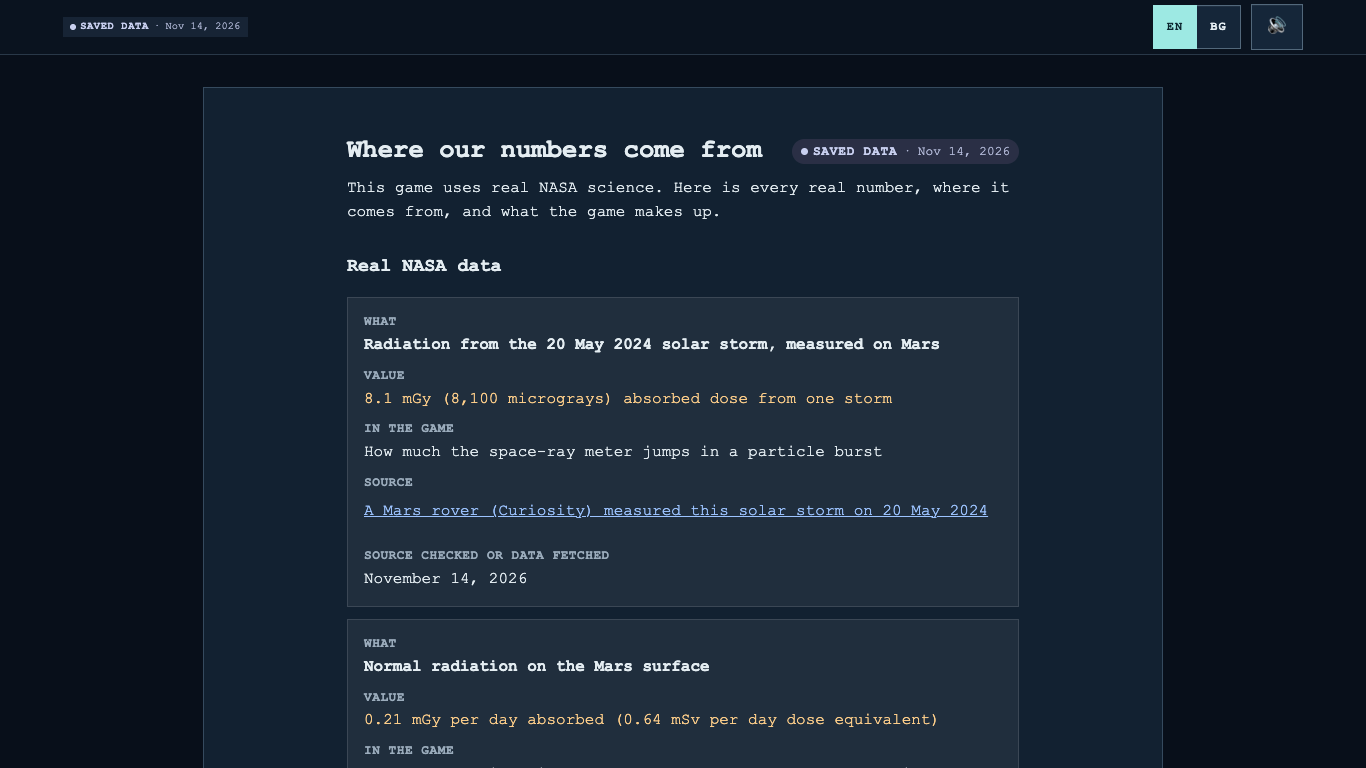 SAVED DATA · Nov 14, 2026
EN
BG
Where our numbers come from
SAVED DATA · Nov 14, 2026
This game uses real NASA science. Here is every real number, where it
comes from, and what the game makes up.
Real NASA data
WHAT
Radiation from the 20 May 2024 solar storm, measured on Mars
VALUE
8.1 mGy (8,100 micrograys) absorbed dose from one storm
IN THE GAME
How much the space-ray meter jumps in a particle burst
SOURCE
A Mars rover (Curiosity) measured this solar storm on 20 May 2024
SOURCE CHECKED OR DATA FETCHED
November 14, 2026
WHAT
Normal radiation on the Mars surface
VALUE
0.21 mGy per day absorbed (0.64 mSv per day dose equivalent)
IN THE GAME